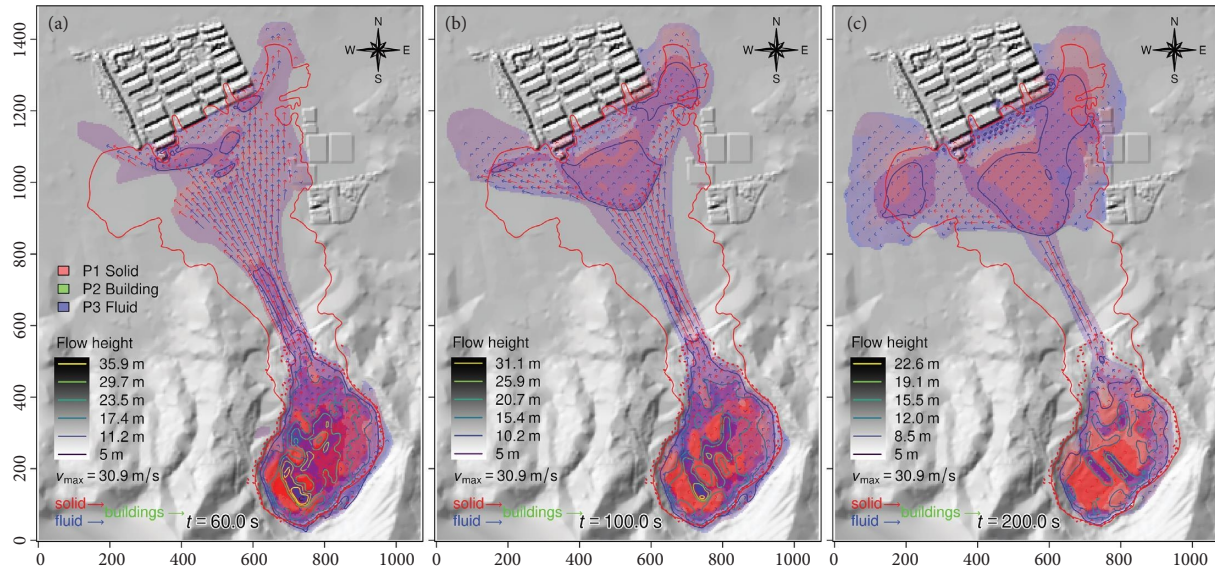 (a)
N
W E
S
1400
1200
1000
800
600
400
200
0
P1 Solid
P2 Building
P3 Fluid
Flow height
35.9 m
29.7 m
23.5 m
17.4 m
11.2 m
5 m
vmax = 30.9 m/s
solid → buildings →
fluid →
t = 60.0 s
0 200 400 600 800 1000
(b)
N
W E
S
Flow height
31.1 m
25.9 m
20.7 m
15.4 m
10.2 m
5 m
vmax = 30.9 m/s
solid → buildings →
fluid →
t = 100.0 s
0 200 400 600 800 1000
(c)
N
W E
S
Flow height
22.6 m
19.1 m
15.5 m
12.0 m
8.5 m
5 m
vmax = 30.9 m/s
solid → buildings →
fluid →
t = 200.0 s
0 200 400 600 800 1000